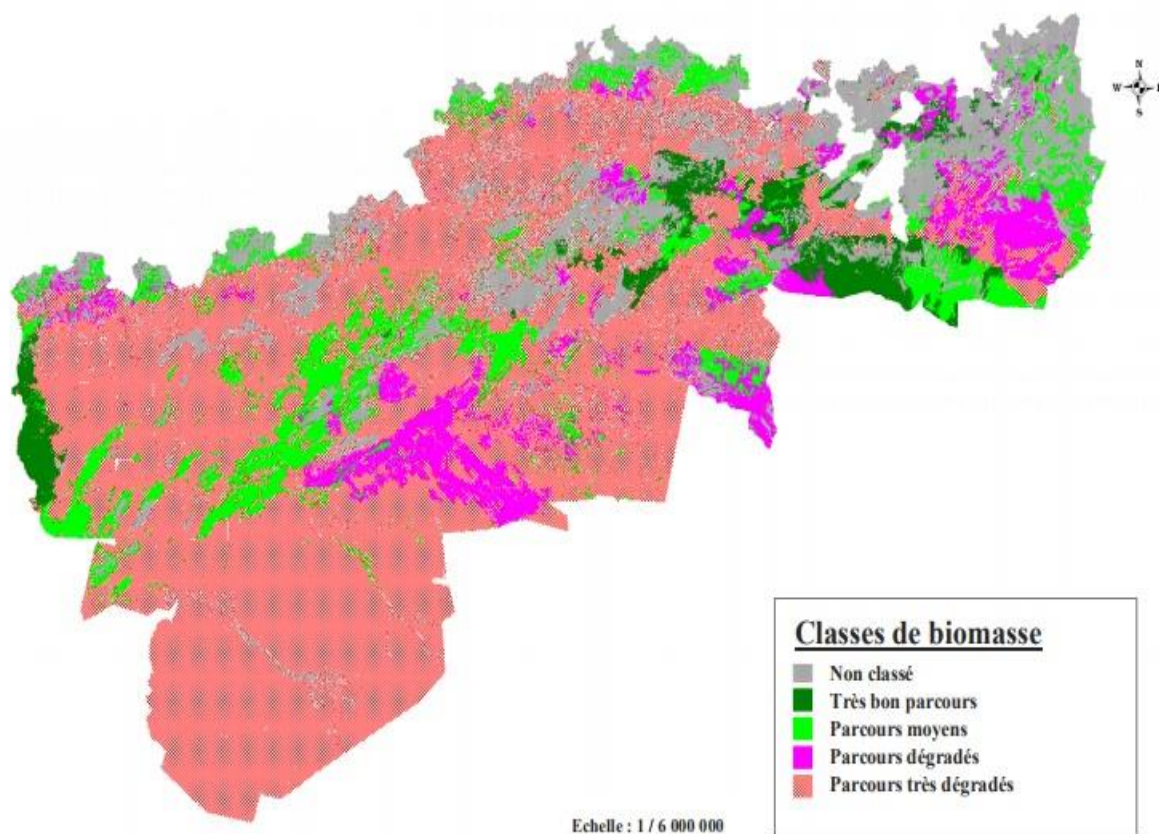 N
W E
S
Classes de biomasse
Non classé
Très bon parcours
Parcours moyens
Parcours dégradés
Parcours très dégradés
Echelle : 1 / 6 000 000